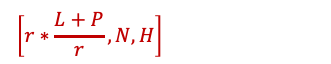 [r * (L + P)/r , N, H]